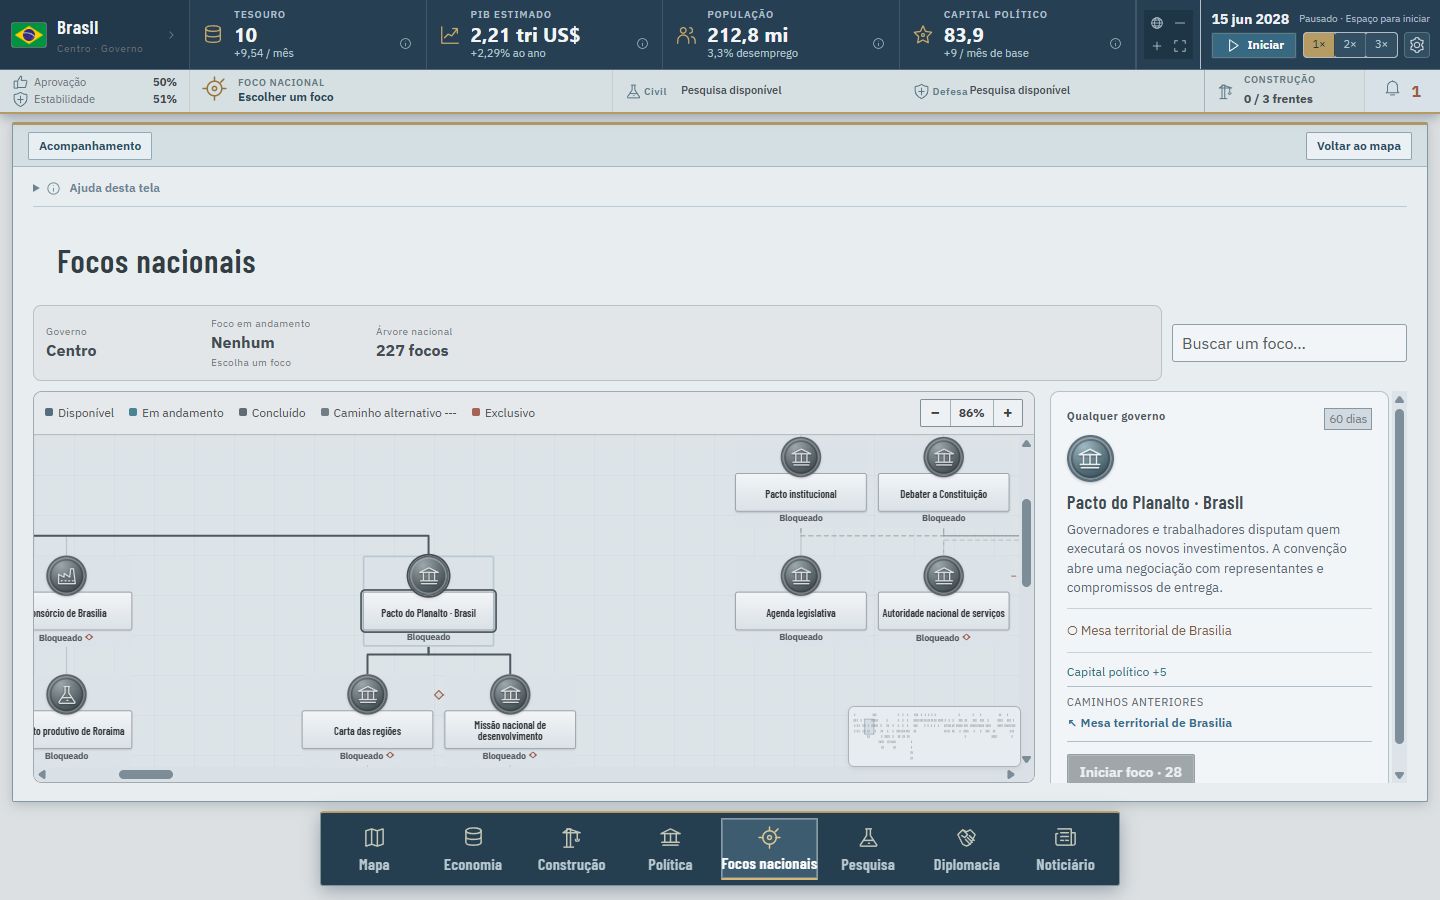 Brasil
Centro · Governo
TESOURO
10
+9,54 / mês
PIB ESTIMADO
2,21 tri US$
+2,29% ao ano
POPULAÇÃO
212,8 mi
3,3% desemprego
CAPITAL POLÍTICO
83,9
+9 / mês de base
15 jun 2028
Pausado · Espaço para iniciar
Iniciar
1× 2× 3×
Aprovação 50%
Estabilidade 51%
FOCO NACIONAL
Escolher um foco
Civil Pesquisa disponível
Defesa Pesquisa disponível
CONSTRUÇÃO
0 / 3 frentes
1
Acompanhamento
Voltar ao mapa
Ajuda desta tela
Focos nacionais
Governo
Centro
Foco em andamento
Nenhum
Escolha um foco
Árvore nacional
227 focos
Buscar um foco...
Disponível
Em andamento
Concluído
Caminho alternativo ---
Exclusivo
− 86% +
Pacto institucional
Bloqueado
Debater a Constituição
Bloqueado
onsórcio de Brasilia
Bloqueado
Pacto do Planalto · Brasil
Bloqueado
Agenda legislativa
Bloqueado
Autoridade nacional de serviços
Bloqueado
to produtivo de Roraima
Bloqueado
Carta das regiões
Bloqueado
Missão nacional de
desenvolvimento
Bloqueado
Qualquer governo
60 dias
Pacto do Planalto · Brasil
Governadores e trabalhadores disputam quem
executará os novos investimentos. A convenção
abre uma negociação com representantes e
compromissos de entrega.
○ Mesa territorial de Brasilia
Capital político +5
CAMINHOS ANTERIORES
↖ Mesa territorial de Brasilia
Iniciar foco · 28
Mapa
Economia
Construção
Política
Focos nacionais
Pesquisa
Diplomacia
Noticiário